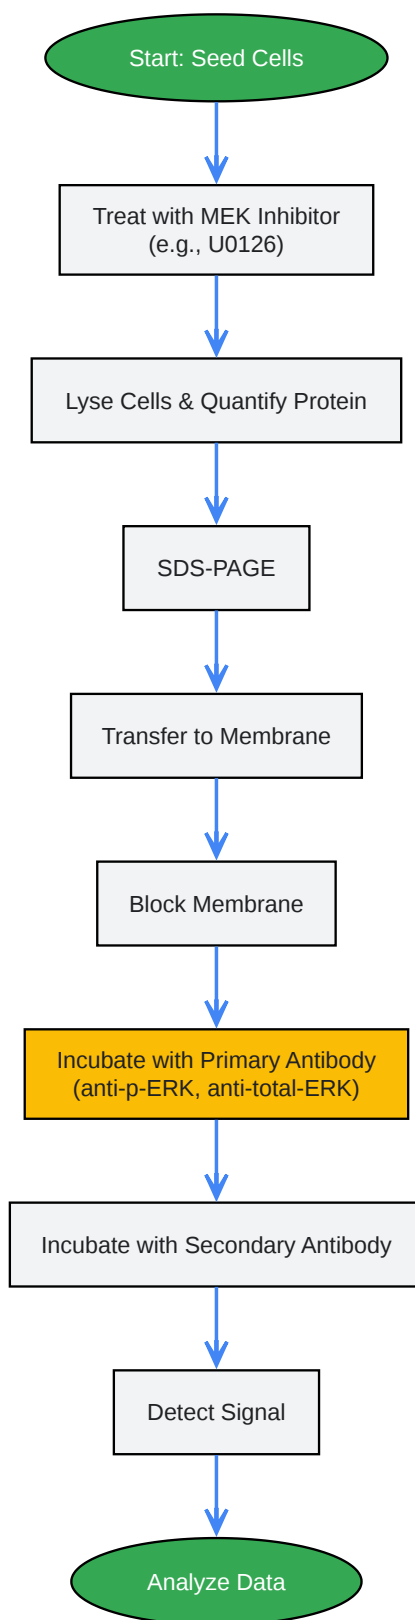 Start: Seed Cells
Treat with MEK Inhibitor
(e.g., U0126)
Lyse Cells & Quantify Protein
SDS-PAGE
Transfer to Membrane
Block Membrane
Incubate with Primary Antibody
(anti-p-ERK, anti-total-ERK)
Incubate with Secondary Antibody
Detect Signal
Analyze Data